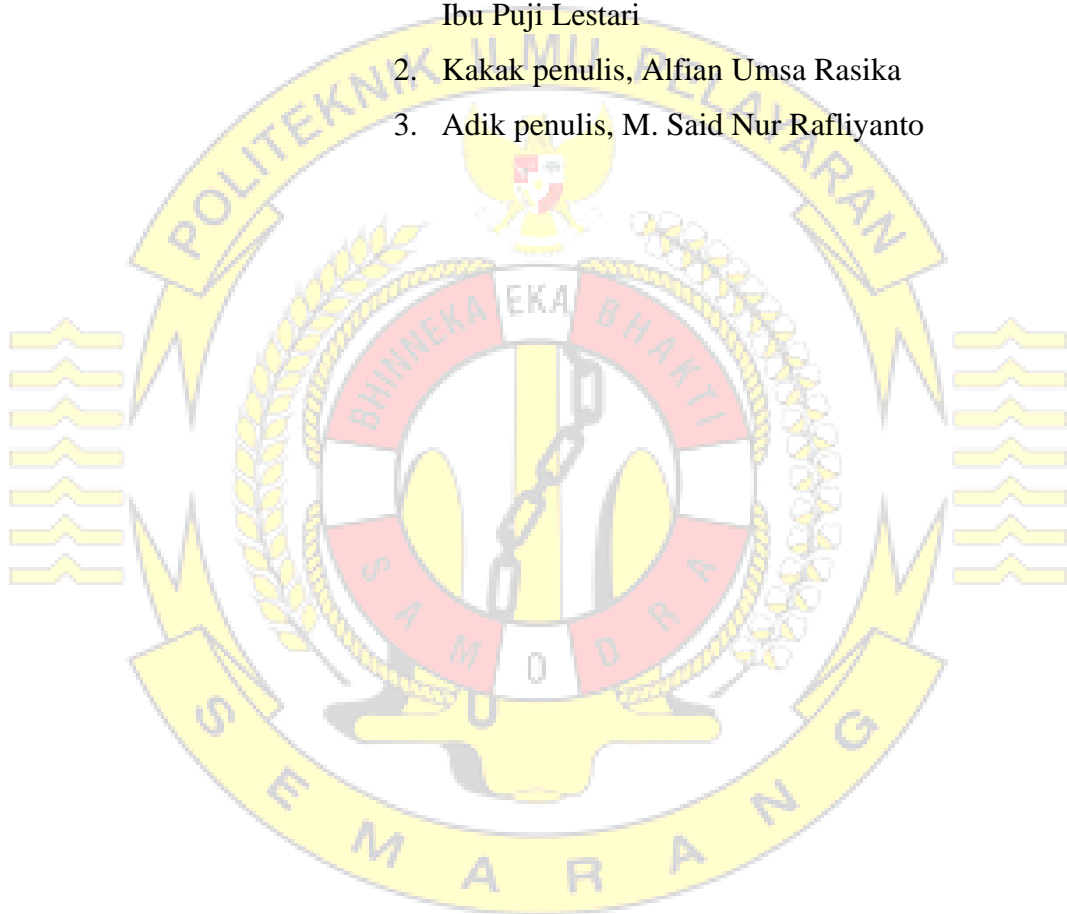 Ibu Puji Lestari
2. Kakak penulis, Alfian Umsa Rasika
3. Adik penulis, M. Said Nur Rafliyanto
POLITEKNIK ILMU PELAYARAN
BHINNEKA EKA BHAKTI
SAMODRA
SEMARANG